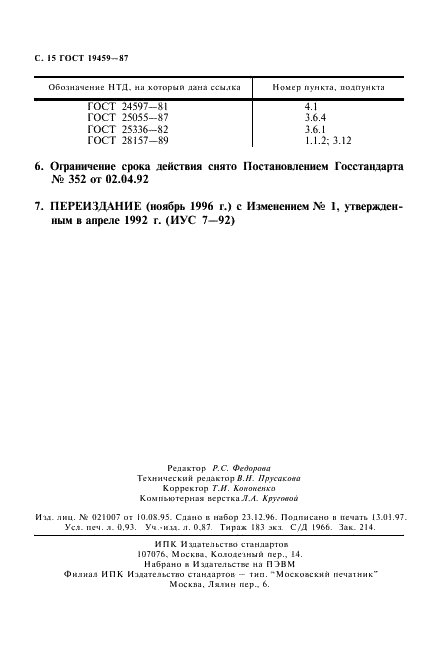 С. 15 ГОСТ 19459—87
Обозначение НТД, на который дана ссылка Номер пункта, подпункта
ГОСТ 24597—81 4.1
ГОСТ 25055—87 3.6.4
ГОСТ 25336—82 3.6.1
ГОСТ 28157—89 1.1.2; 3.12
6. Ограничение срока действия снято Постановлением Госстандарта
№ 352 от 02.04.92
7. ПЕРЕИЗДАНИЕ (ноябрь 1996 г.) с Изменением № 1, утвержден-
ным в апреле 1992 г. (ИУС 7—92)
Редактор Р.С. Федорова
Технический редактор В.Н. Прусакова
Корректор Т.И. Кононенко
Компьютерная верстка Л.А. Круговой
Изд. лиц. № 021007 от 10.08.95. Сдано в набор 23.12.96. Подписано в печать 13.01.97.
Усл. печ. л. 0,93. Уч.-изд. л. 0,87. Тираж 183 экз. С/Д 1966. Зак. 214.
ИПК Издательство стандартов
107076, Москва, Колодезный пер., 14.
Набрано в Издательстве на ПЭВМ
Филиал ИПК Издательство стандартов — тип. “Московский печатник”
Москва, Лялин пер., 6.